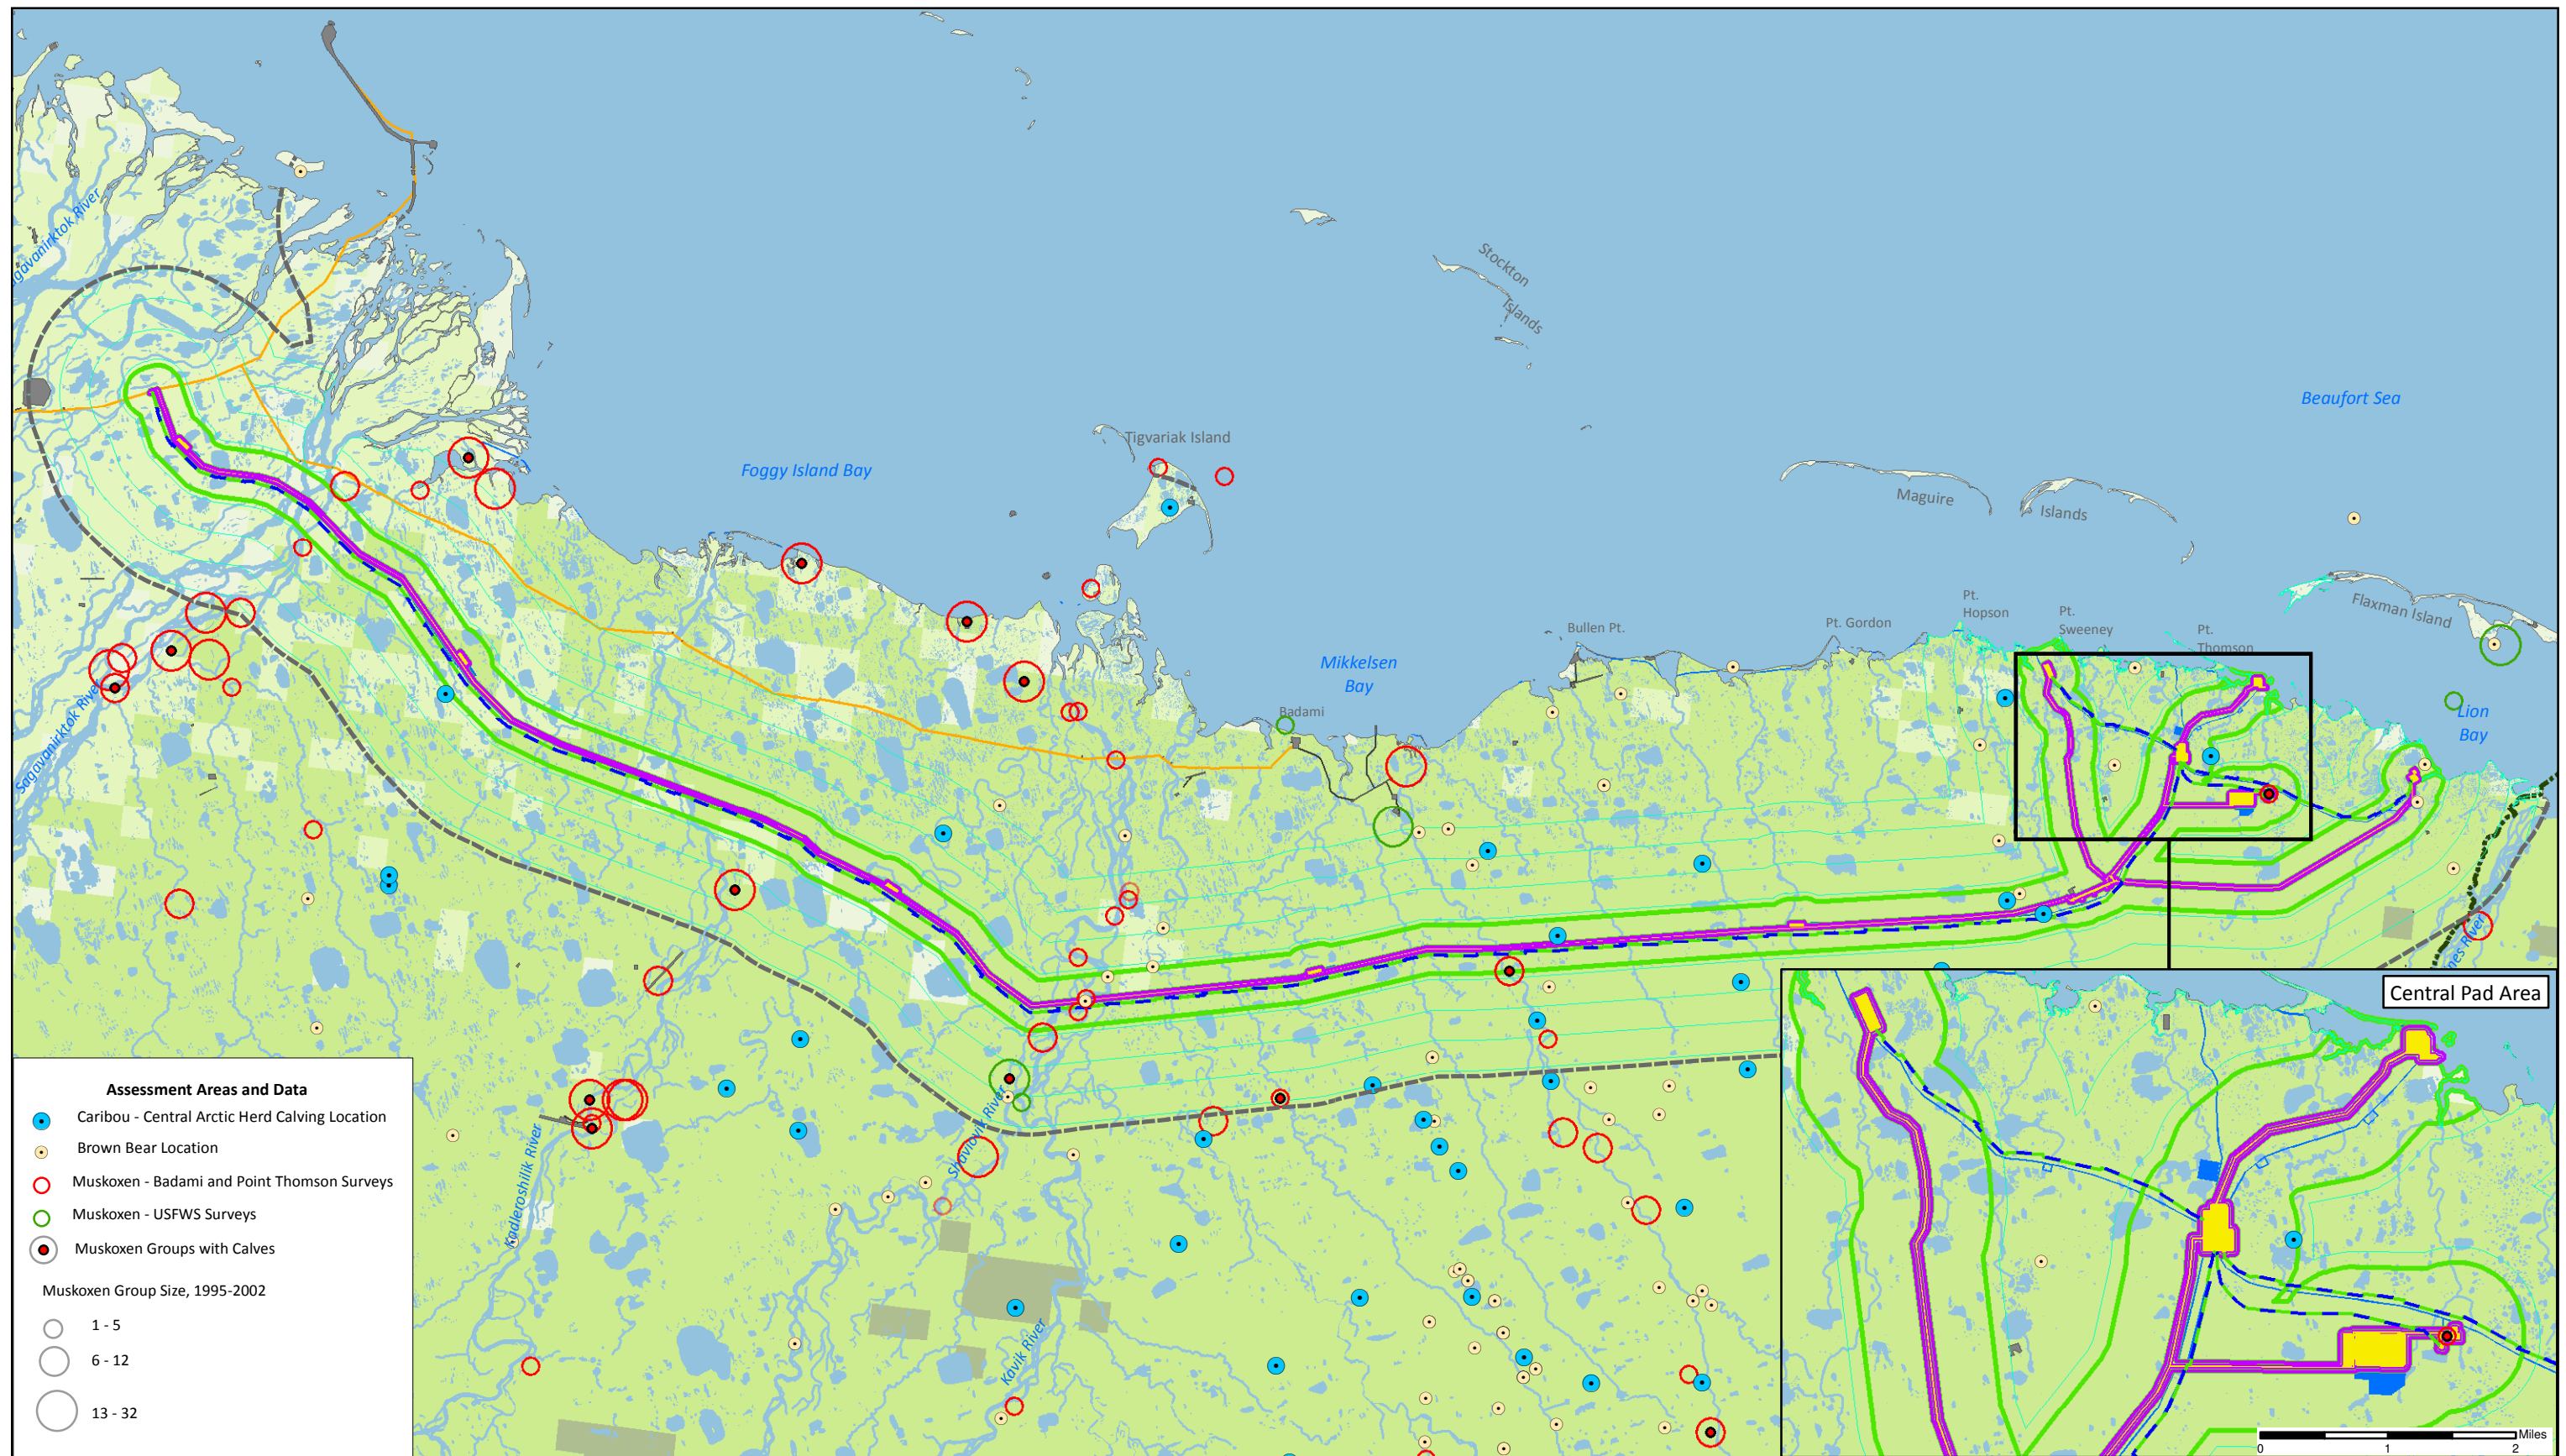 Sagavanirktok River
Stockton
Islands
Beaufort Sea
Tigvariak Island
Foggy Island Bay
Maguire
Islands
Flaxman Island
Pt.
Hopson
Pt.
Sweeney
Pt.
Thomson
Bullen Pt.
Pt. Gordon
Mikkelsen
Bay
Badami
Lion
Bay
Sagavanirktok River
River
Shaviovik River
Kadleroshilik River
Kavik River
Central Pad Area
Miles
0
1
2
Assessment Areas and Data
Caribou - Central Arctic Herd Calving Location
Brown Bear Location
Muskoxen - Badami and Point Thomson Surveys
Muskoxen - USFWS Surveys
Muskoxen Groups with Calves
Muskoxen Group Size, 1995-2002
1 - 5
6 - 12
13 - 32